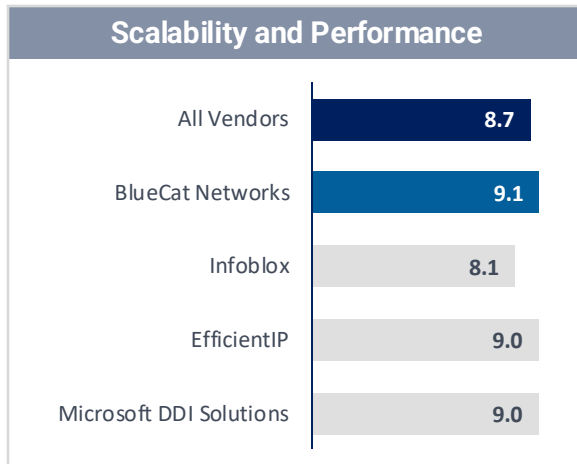 Scalability and Performance
All Vendors 8.7
BlueCat Networks 9.1
Infoblox 8.1
EfficientIP 9.0
Microsoft DDI Solutions 9.0